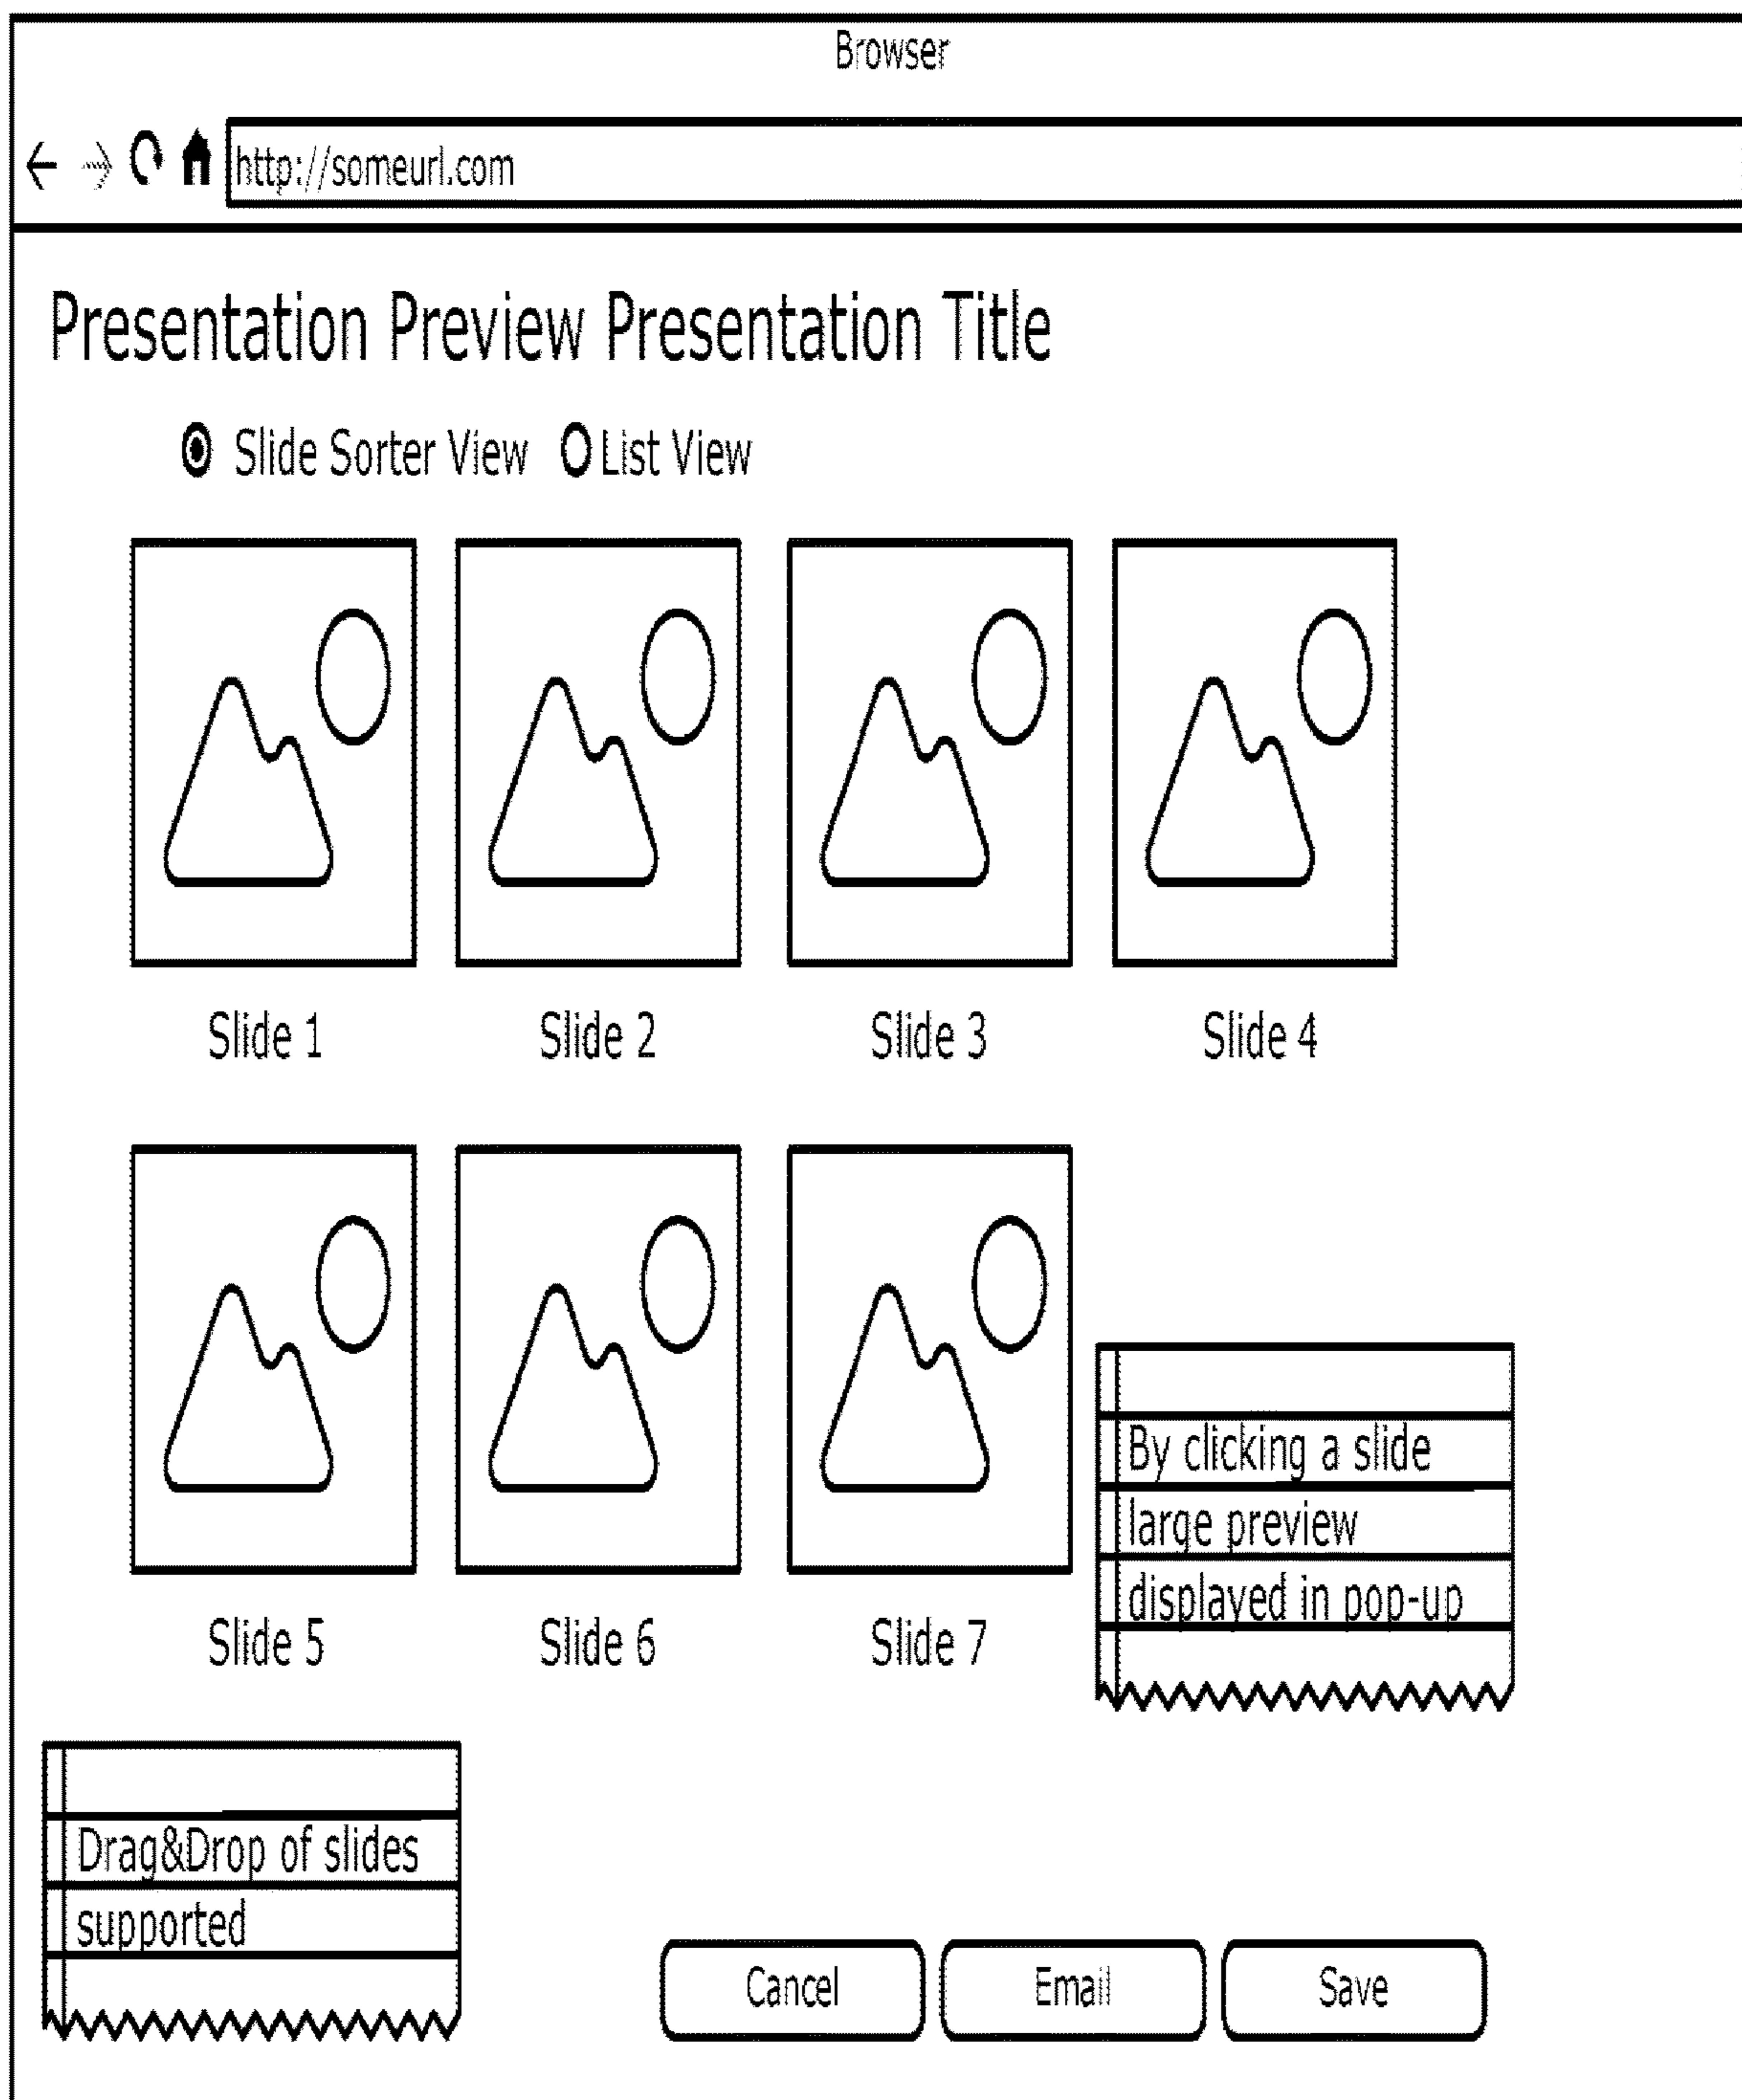 Browser
http://someurl.com
Presentation Preview Presentation Title
Slide Sorter View List View
Slide 1 Slide 2 Slide 3 Slide 4
Slide 5 Slide 6 Slide 7
By clicking a slide
large preview
displayed in pop-up
Drag&Drop of slides
supported
Cancel Email Save